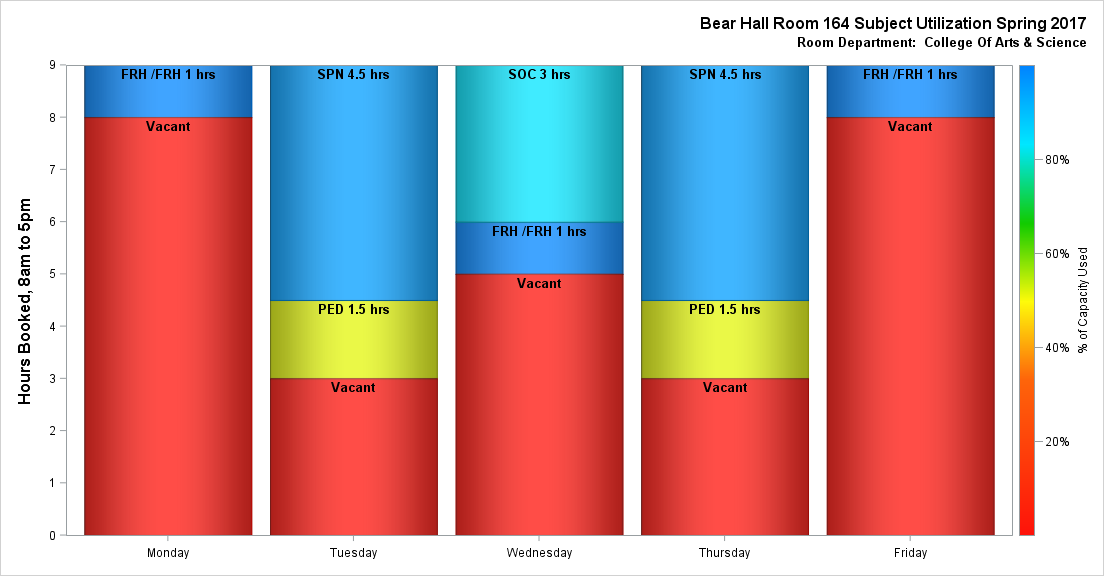 Bear Hall Room 164 Subject Utilization Spring 2017
Room Department:  College Of Arts & Science
Hours Booked, 8am to 5pm
9
8
7
6
5
4
3
2
1
0
FRH /FRH 1 hrs
Vacant
SPN 4.5 hrs
PED 1.5 hrs
Vacant
SOC 3 hrs
FRH /FRH 1 hrs
Vacant
SPN 4.5 hrs
PED 1.5 hrs
Vacant
FRH /FRH 1 hrs
Vacant
Monday
Tuesday
Wednesday
Thursday
Friday
80%
60%
40%
20%
% of Capacity Used